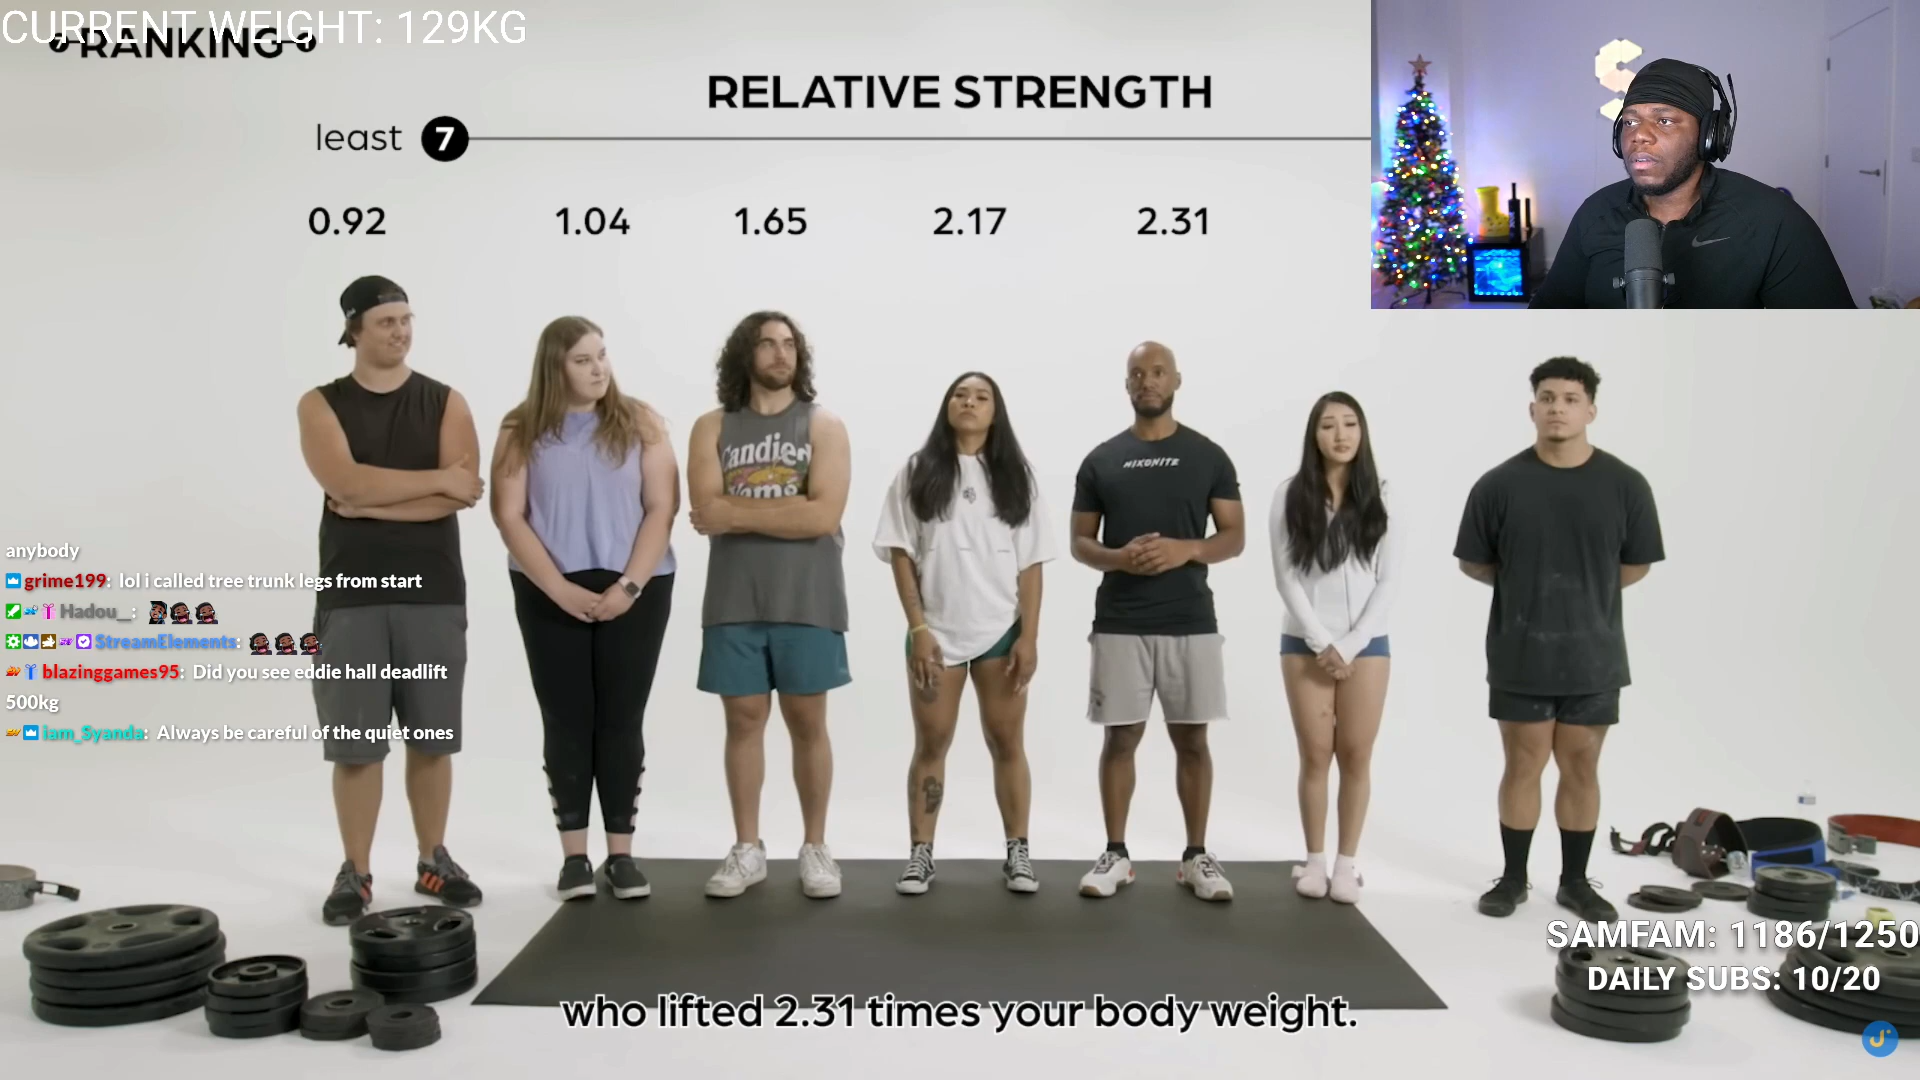 CURRENT WEIGHT: 129KG
RANKING
RELATIVE STRENGTH
least 7
0.92 1.04 1.65 2.17 2.31
Candied
Yams
NIXONITE
anybody
grime199: lol i called tree trunk legs from start
Hadou__:
StreamElements:
blazinggames95: Did you see eddie hall deadlift
500kg
iam_Syanda: Always be careful of the quiet ones
SAMFAM: 1186/1250
DAILY SUBS: 10/20
who lifted 2.31 times your body weight.